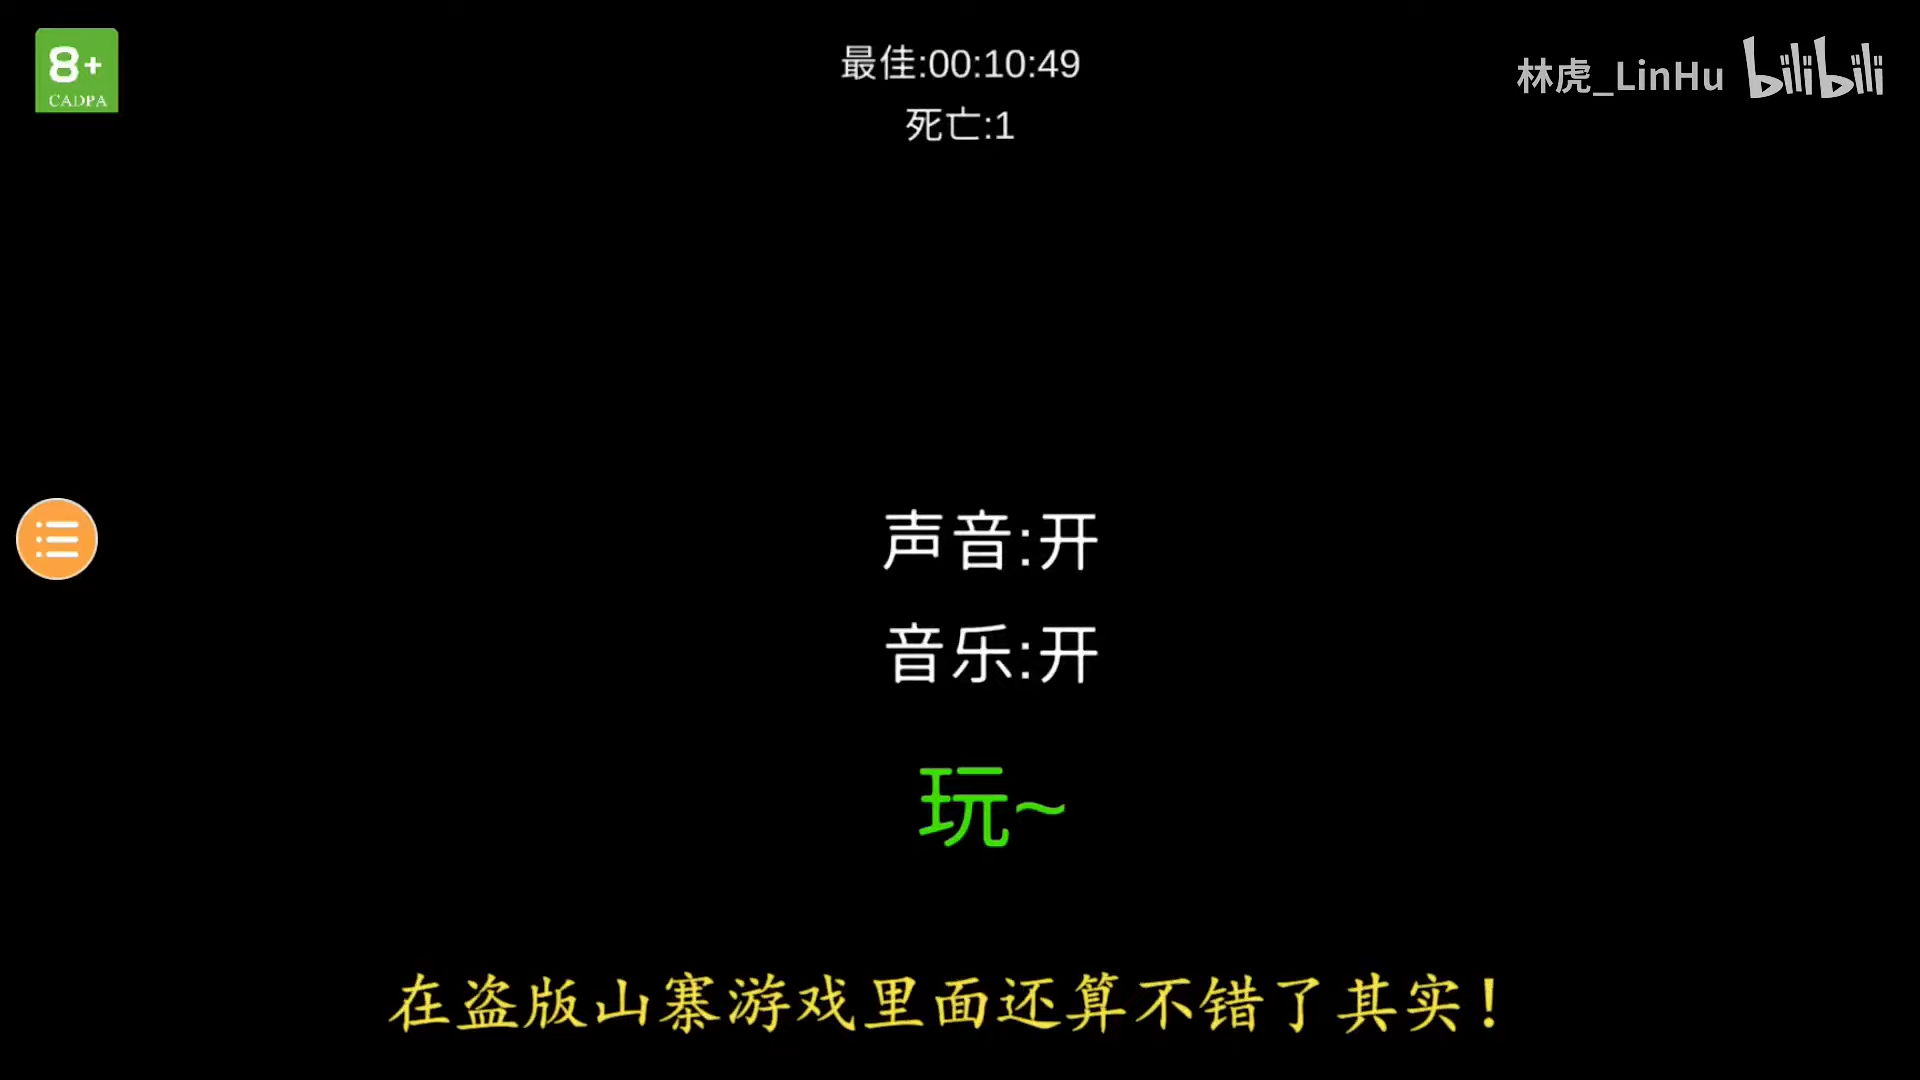 8+
CADPA
最佳:00:10:49
死亡:1
林虎_LinHu bilibili
声音:开
音乐:开
玩~
在盗版山寨游戏里面还算不错了其实!